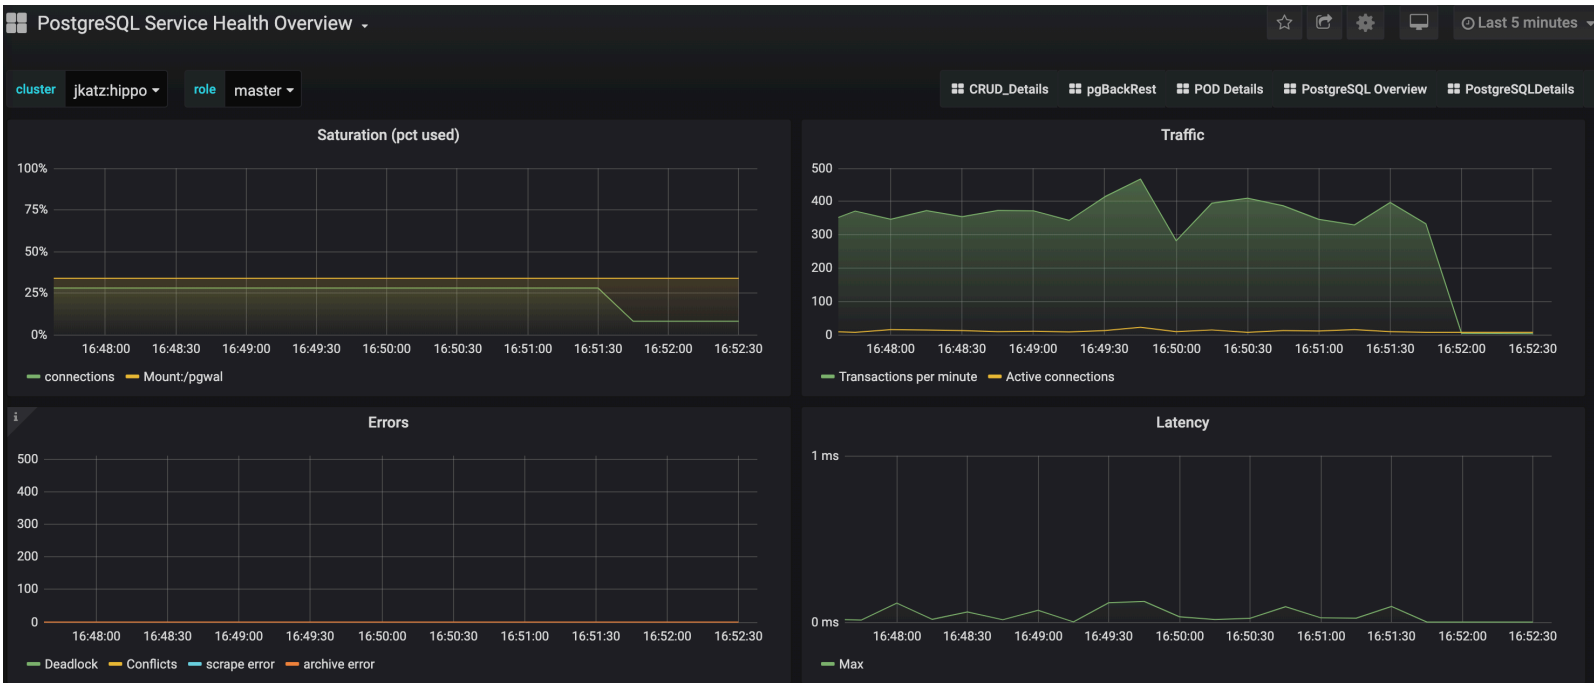 PostgreSQL Service Health Overview
Last 5 minutes
cluster jkatz:hippo role master
CRUD_Details pgBackRest POD Details PostgreSQL Overview PostgreSQLDetails
Saturation (pct used)
100%
75%
50%
25%
0%
16:48:00 16:48:30 16:49:00 16:49:30 16:50:00 16:50:30 16:51:00 16:51:30 16:52:00 16:52:30
connections Mount:/pgwal
Traffic
500
400
300
200
100
0
16:48:00 16:48:30 16:49:00 16:49:30 16:50:00 16:50:30 16:51:00 16:51:30 16:52:00 16:52:30
Transactions per minute Active connections
i
Errors
500
400
300
200
100
0
16:48:00 16:48:30 16:49:00 16:49:30 16:50:00 16:50:30 16:51:00 16:51:30 16:52:00 16:52:30
Deadlock Conflicts scrape error archive error
Latency
1 ms
0 ms
16:48:00 16:48:30 16:49:00 16:49:30 16:50:00 16:50:30 16:51:00 16:51:30 16:52:00 16:52:30
Max